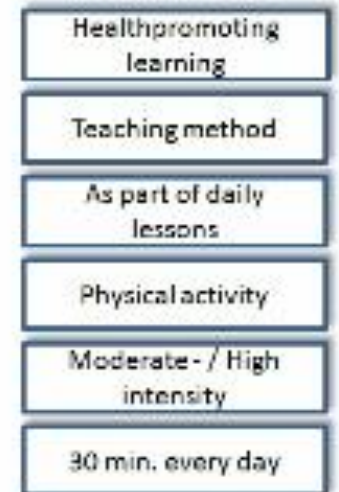 Healthpromoting
learning
Teaching method
As part of daily
lessons
Physical activity
Moderate - / High
intensity
30 min. every day